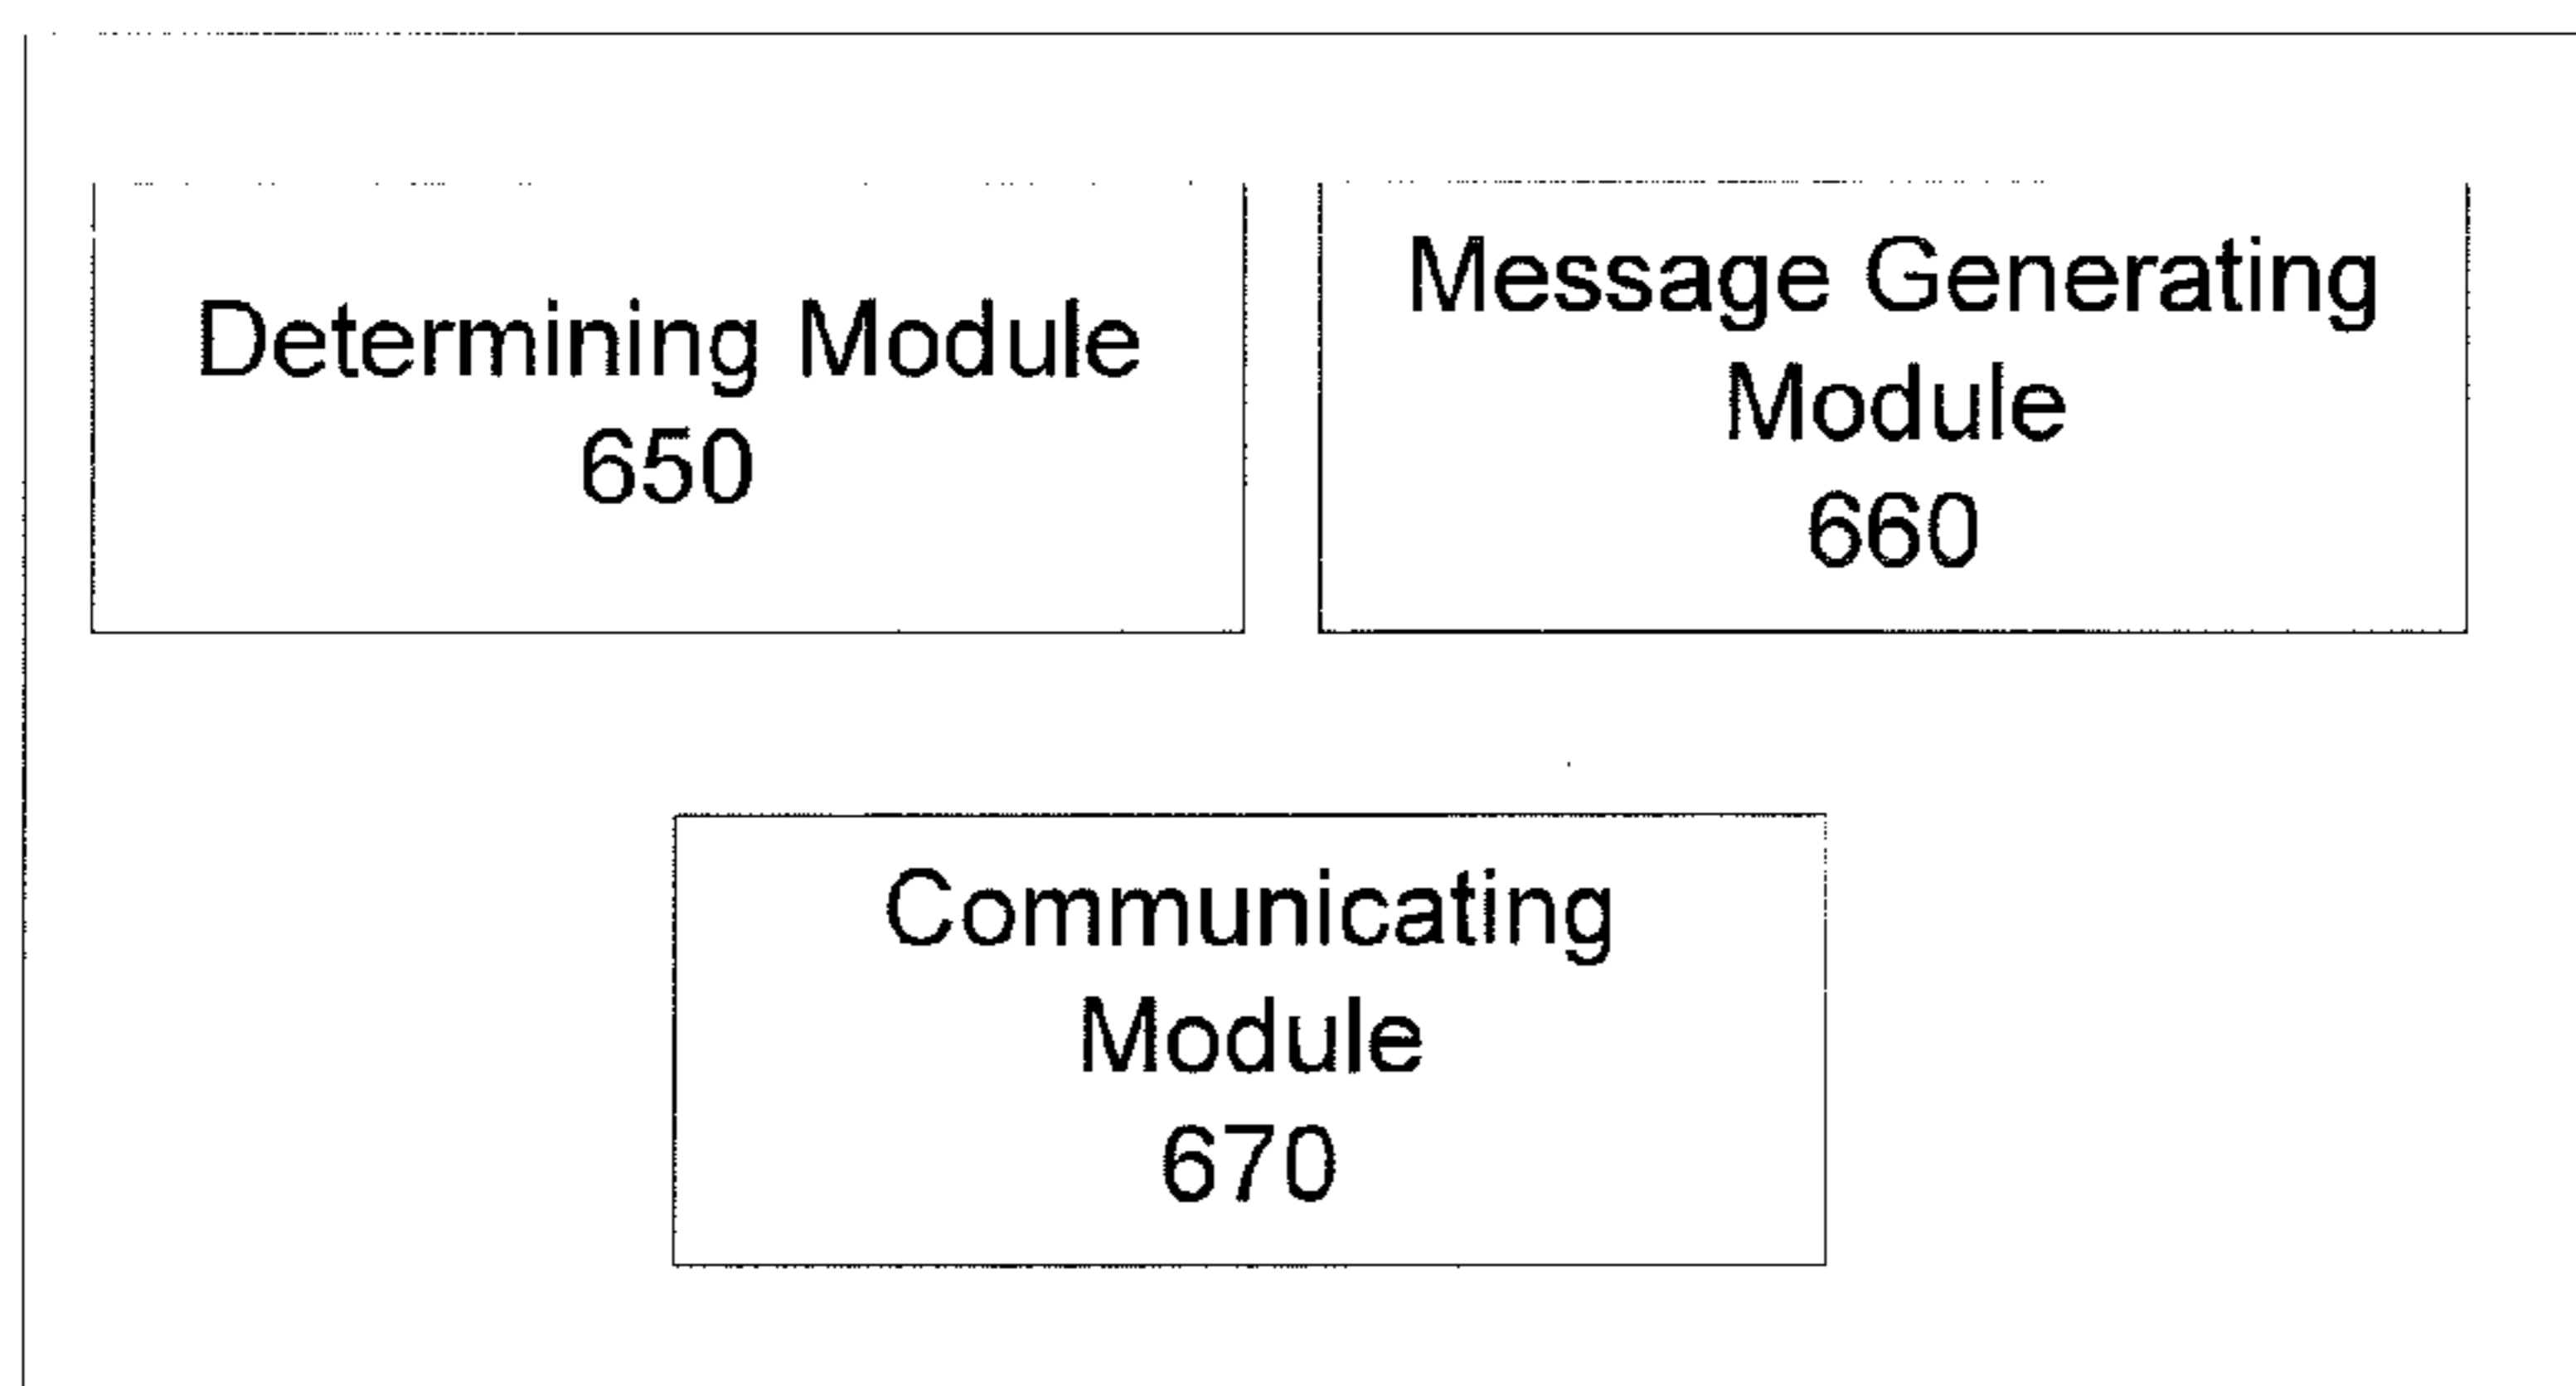 Determining Module
650
Message Generating
Module
660
Communicating
Module
670